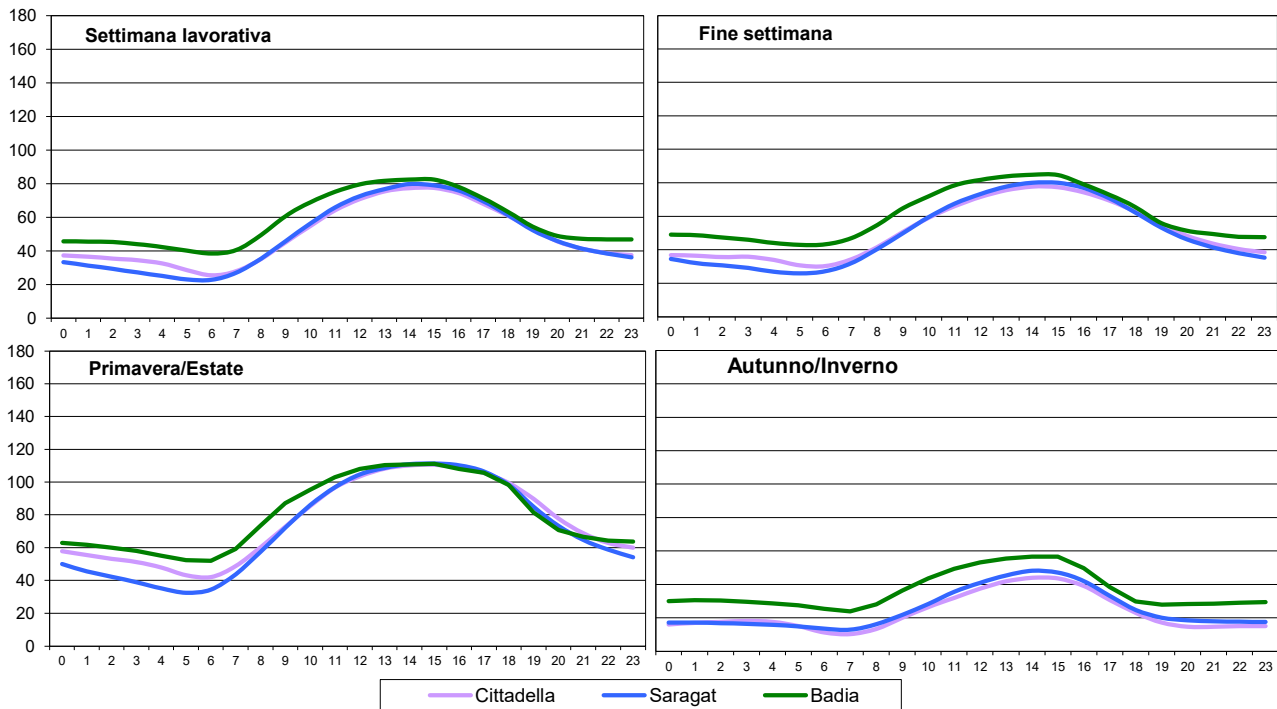 Settimana lavorativa
180
160
140
120
100
80
60
40
20
0
0 1 2 3 4 5 6 7 8 9 10 11 12 13 14 15 16 17 18 19 20 21 22 23
Fine settimana
0 1 2 3 4 5 6 7 8 9 10 11 12 13 14 15 16 17 18 19 20 21 22 23
Primavera/Estate
180
160
140
120
100
80
60
40
20
0
0 1 2 3 4 5 6 7 8 9 10 11 12 13 14 15 16 17 18 19 20 21 22 23
Autunno/Inverno
0 1 2 3 4 5 6 7 8 9 10 11 12 13 14 15 16 17 18 19 20 21 22 23
Cittadella Saragat Badia